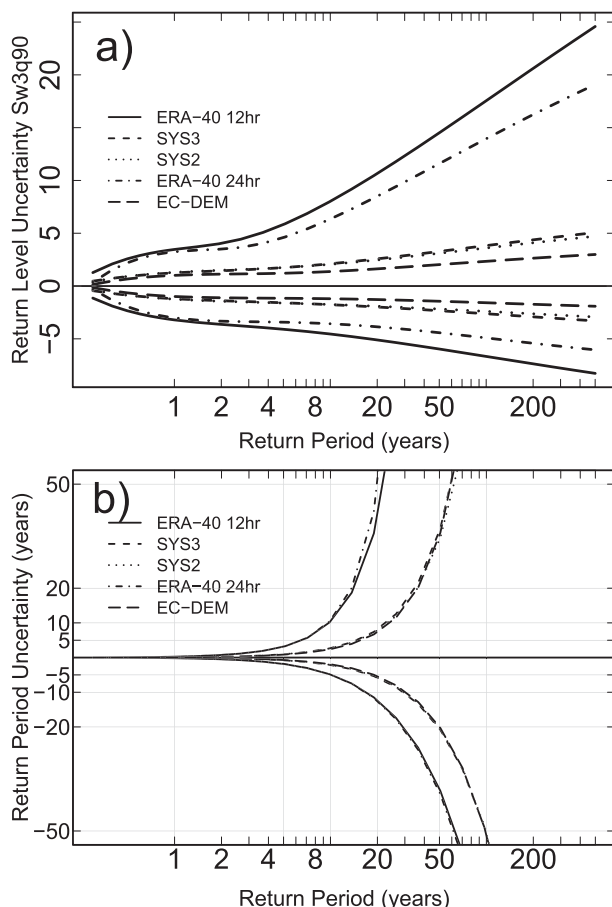 a)
20
10
5
0
−5
Return Level Uncertainty Sw3q90
ERA−40 12hr
SYS3
SYS2
ERA−40 24hr
EC−DEM
1 2 4 8 20 50 200
Return Period (years)
b)
50
20
10
5
−5
−10
−20
−50
Return Period Uncertainty (years)
ERA−40 12hr
SYS3
SYS2
ERA−40 24hr
EC−DEM
1 2 4 8 20 50 200
Return Period (years)